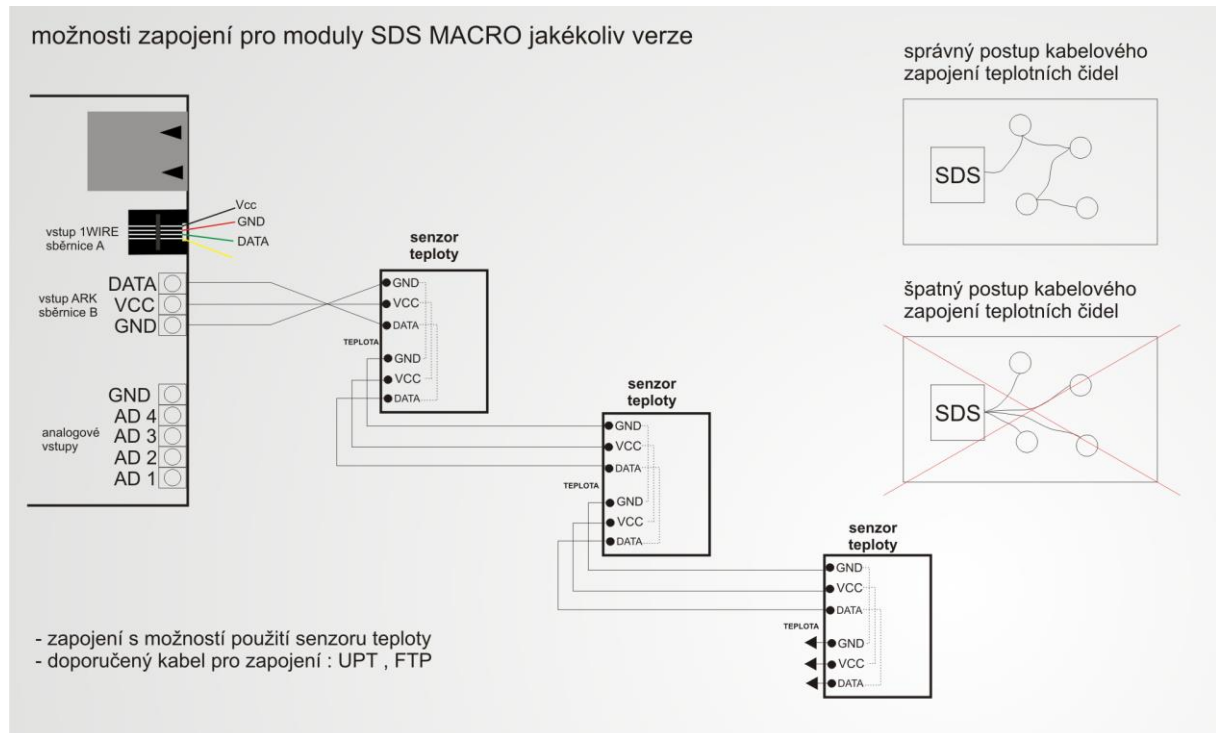 možnosti zapojení pro moduly SDS MACRO jakékoliv verze
správný postup kabelového
zapojení teplotních čidel
SDS
Vcc
GND
DATA
vstup 1WIRE
sběrnice A
DATA
VCC
GND
vstup ARK
sběrnice B
GND
AD 4
AD 3
AD 2
AD 1
analogové
vstupy
senzor
teploty
GND
VCC
DATA
TEPLOTA
GND
VCC
DATA
senzor
teploty
GND
VCC
DATA
TEPLOTA
GND
VCC
DATA
senzor
teploty
GND
VCC
DATA
TEPLOTA
GND
VCC
DATA
špatný postup kabelového
zapojení teplotních čidel
SDS
- zapojení s možností použití senzoru teploty
- doporučený kabel pro zapojení : UPT , FTP